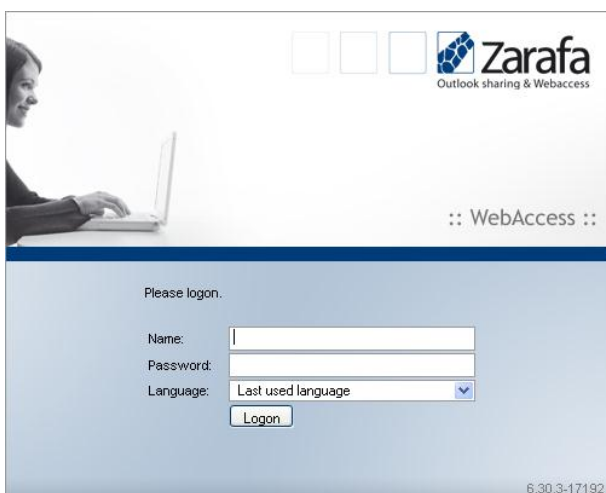 Zarafa
Outlook sharing & Webaccess
:: WebAccess ::
Please logon.
Name:
Password:
Language: Last used language
Logon
6.30.3-17192